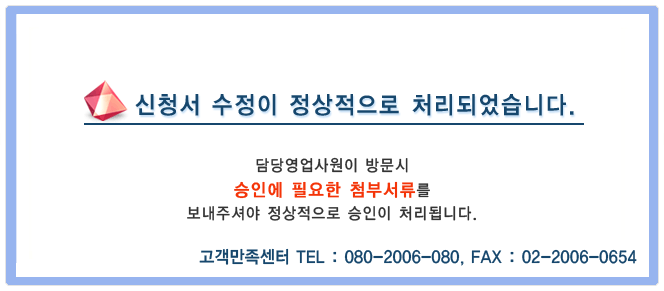 신청서 수정이 정상적으로 처리되었습니다.
담당영업사원이 방문시
승인에 필요한 첨부서류를
보내주셔야 정상적으로 승인이 처리됩니다.
고객만족센터 TEL : 080-2006-080, FAX : 02-2006-0654